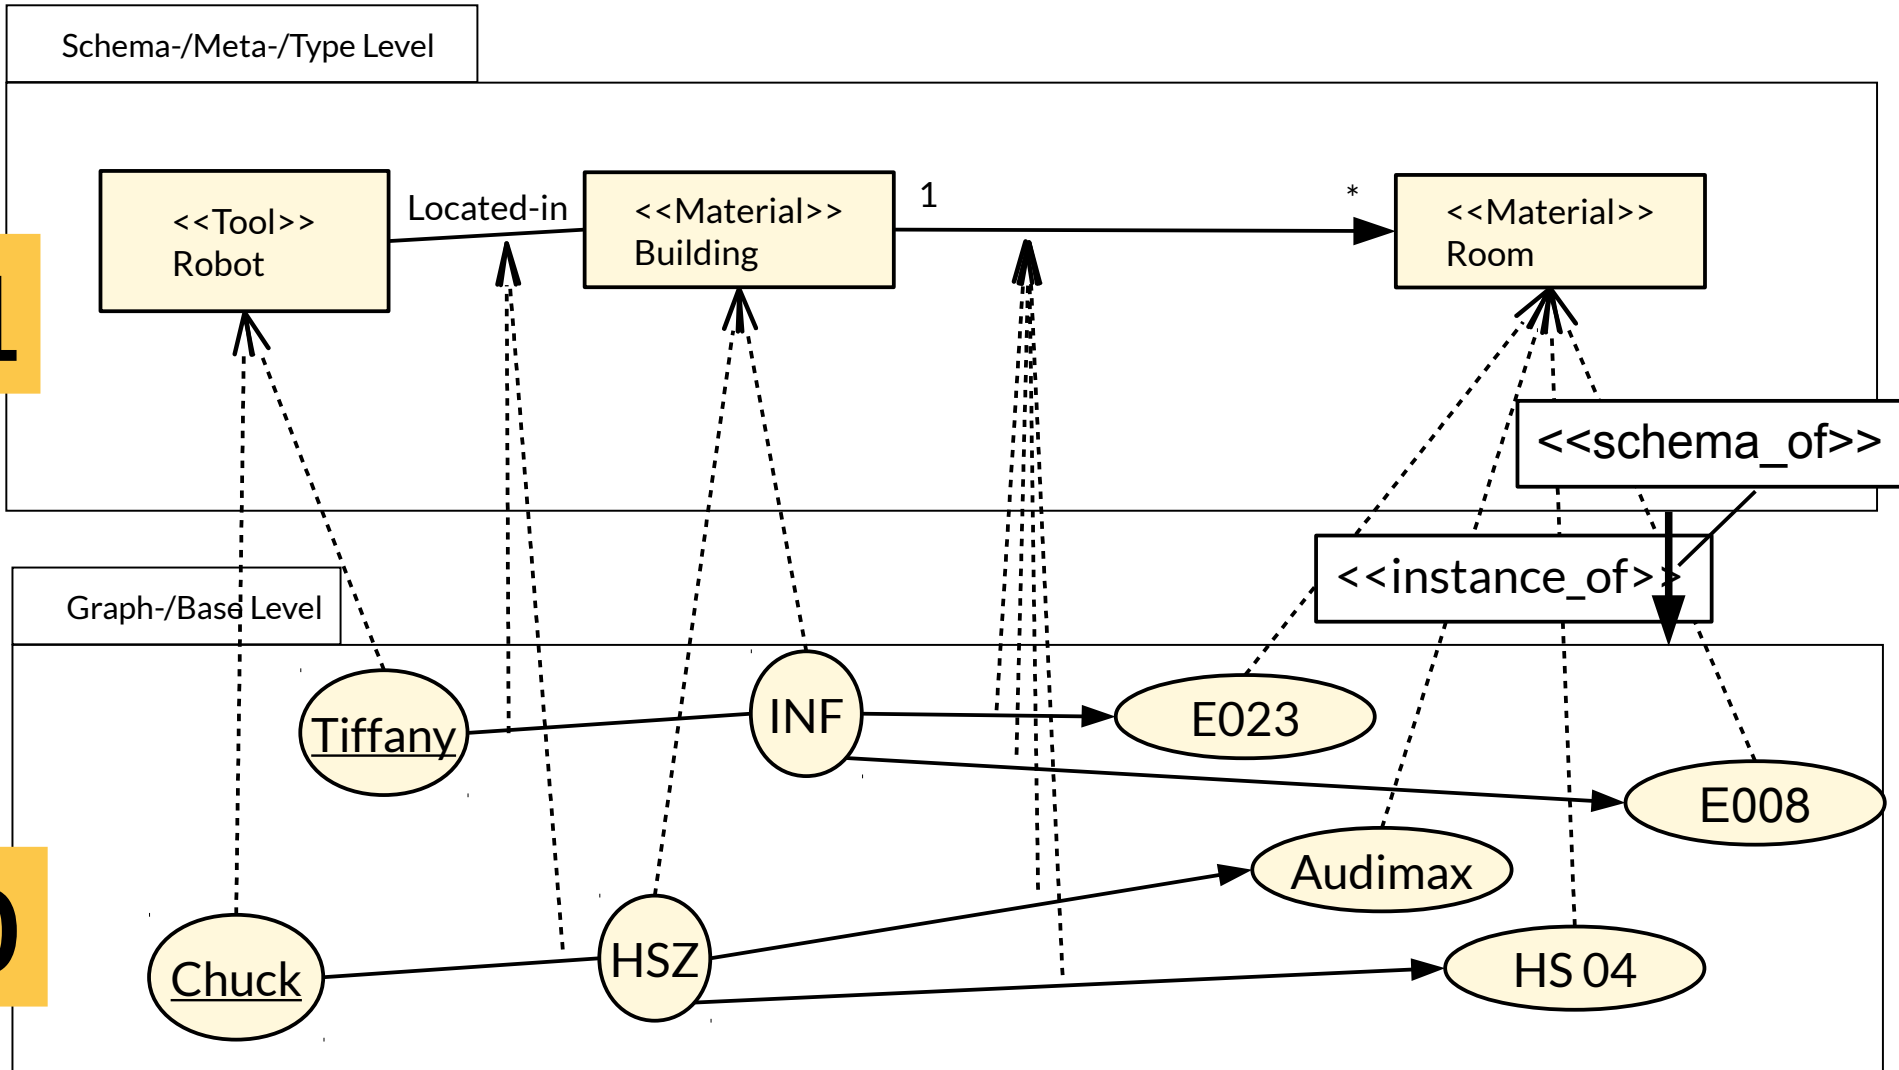 Schema-/Meta-/Type Level
<<Tool>>
Robot
Located-in
<<Material>>
Building
1
*
<<Material>>
Room
1
<<schema_of>>
<<instance_of>>
Graph-/Base Level
Tiffany
INF
E023
E008
Audimax
Chuck
HSZ
HS 04